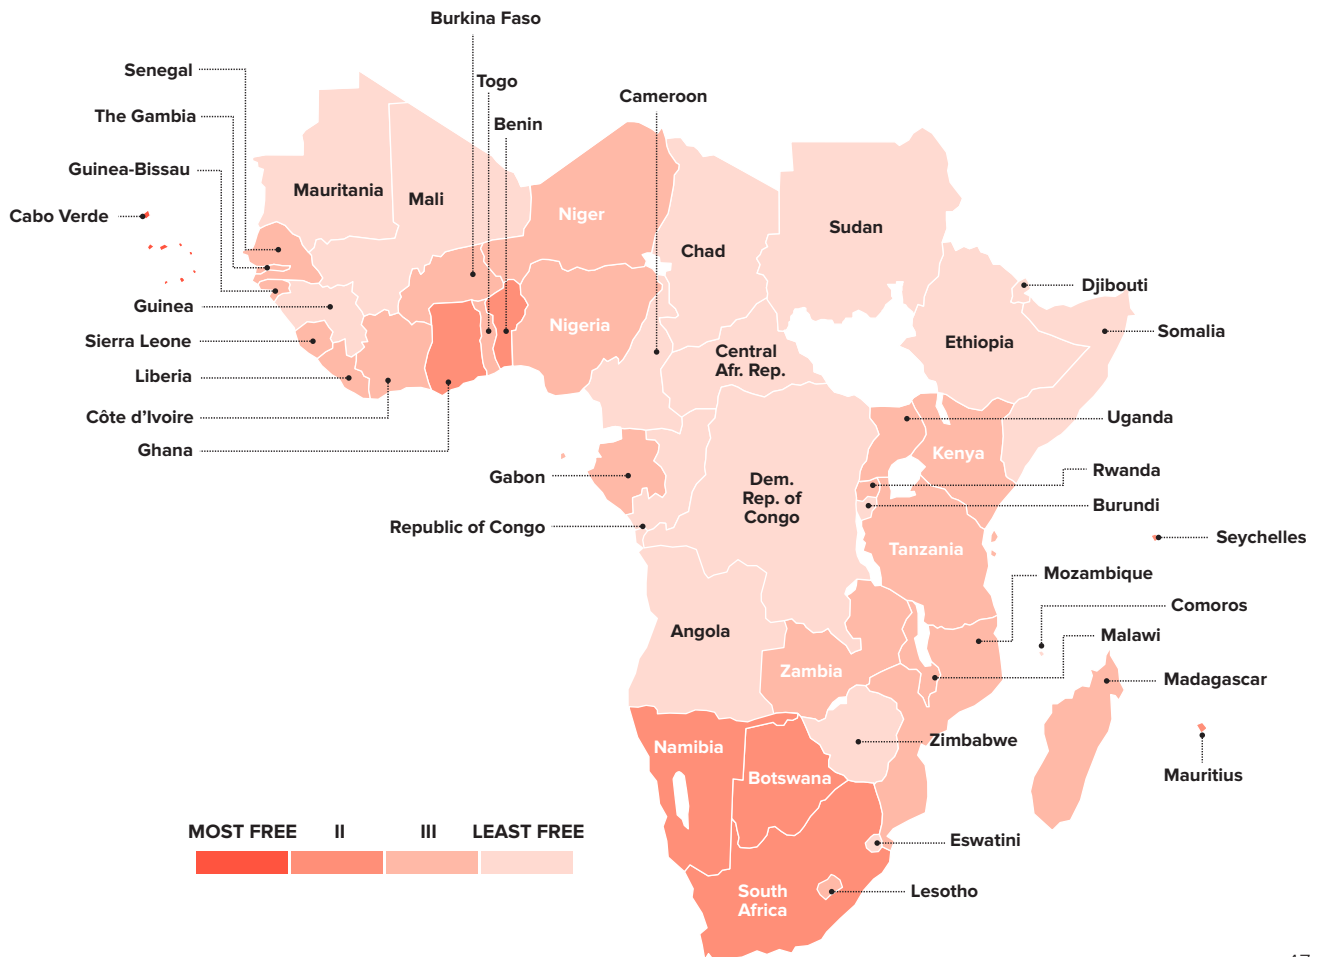 Burkina Faso
Senegal
Togo
Cameroon
The Gambia
Benin
Guinea-Bissau
Mauritania
Mali
Niger
Cabo Verde
Sudan
Chad
Djibouti
Guinea
Nigeria
Somalia
Sierra Leone
Ethiopia
Central
Afr. Rep.
Liberia
Côte d’Ivoire
Uganda
Ghana
Kenya
Rwanda
Gabon
Dem.
Rep. of
Congo
Burundi
Republic of Congo
Seychelles
Tanzania
Mozambique
Comoros
Angola
Malawi
Zambia
Madagascar
Zimbabwe
Namibia
Botswana
Mauritius
MOST FREE II III LEAST FREE
Eswatini
South
Africa
Lesotho